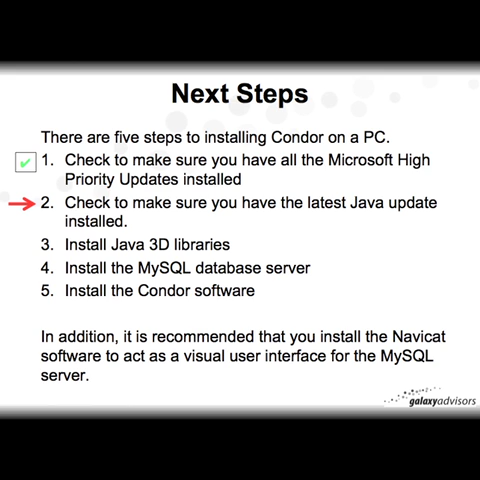 Next Steps
There are five steps to installing Condor on a PC.
1. Check to make sure you have all the Microsoft High
Priority Updates installed
2. Check to make sure you have the latest Java update
installed.
3. Install Java 3D libraries
4. Install the MySQL database server
5. Install the Condor software
In addition, it is recommended that you install the Navicat
software to act as a visual user interface for the MySQL
server.
galaxyadvisors